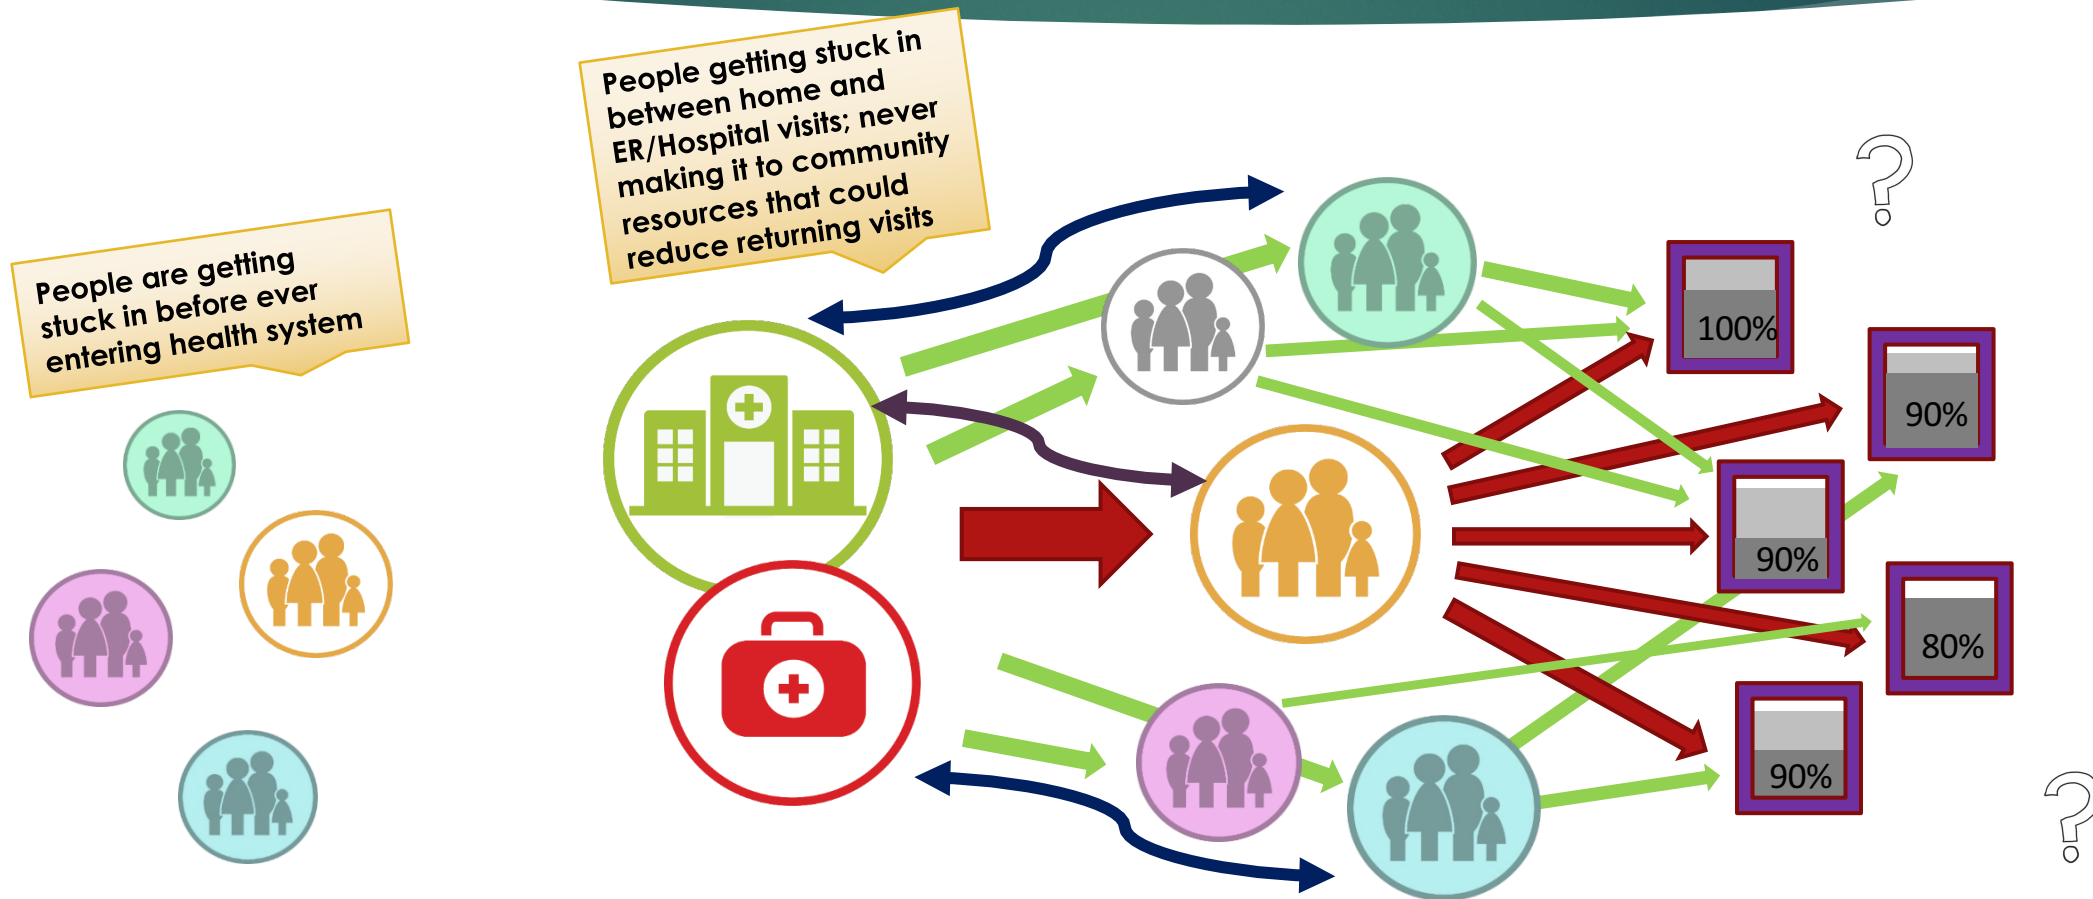 People getting stuck in
between home and
ER/Hospital visits; never
making it to community
resources that could
reduce returning visits
People are getting
stuck in before ever
entering health system
?
100%
90%
90%
80%
90%
?